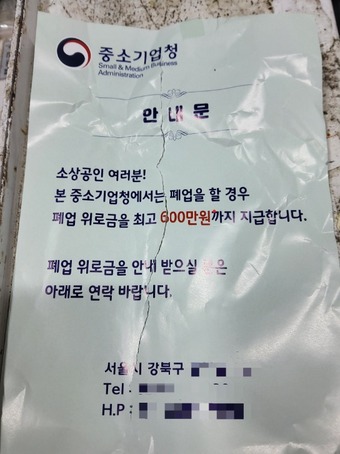 중소기업청
Small & Medium Business
Administration
안 내 문
소상공인 여러분!
본 중소기업청에서는 폐업을 할 경우
폐업 위로금을 최고 600만원까지 지급합니다.
폐업 위로금을 안내 받으실 분은
아래로 연락 바랍니다.
서울시 강북구
Tel :
H.P :